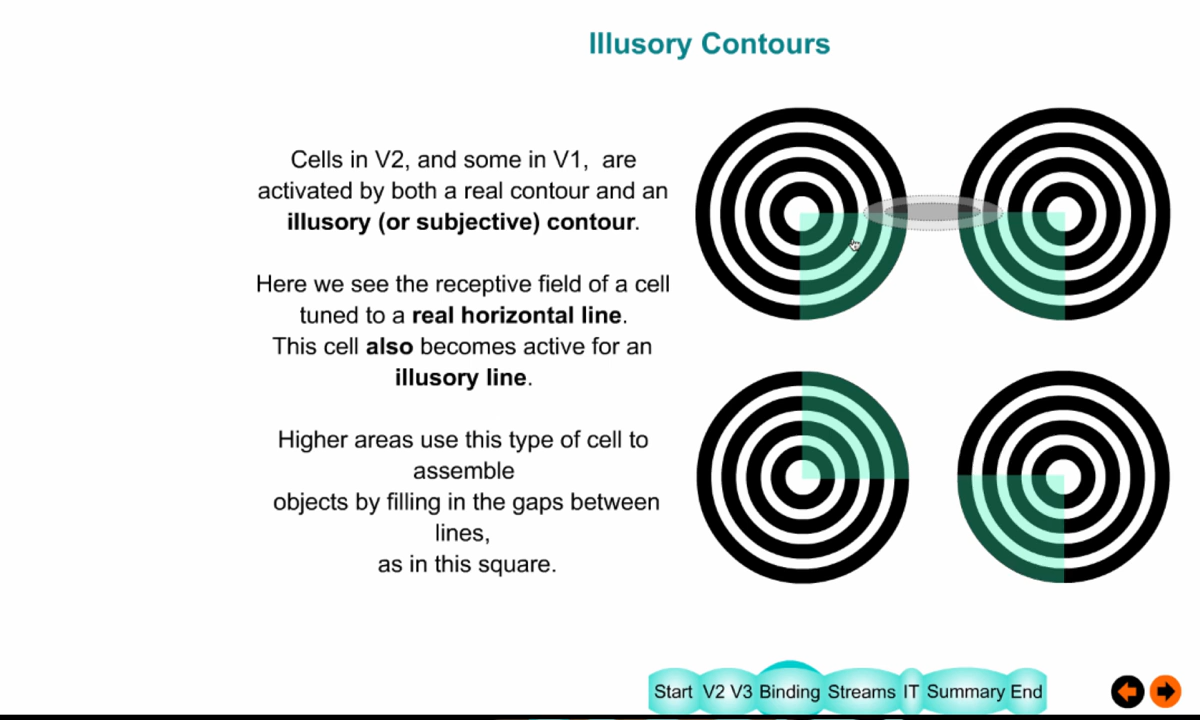 Illusory Contours
Cells in V2, and some in V1, are
activated by both a real contour and an
illusory (or subjective) contour.
Here we see the receptive field of a cell
tuned to a real horizontal line.
This cell also becomes active for an
illusory line.
Higher areas use this type of cell to
assemble
objects by filling in the gaps between
lines,
as in this square.
Start V2 V3 Binding Streams IT Summary End